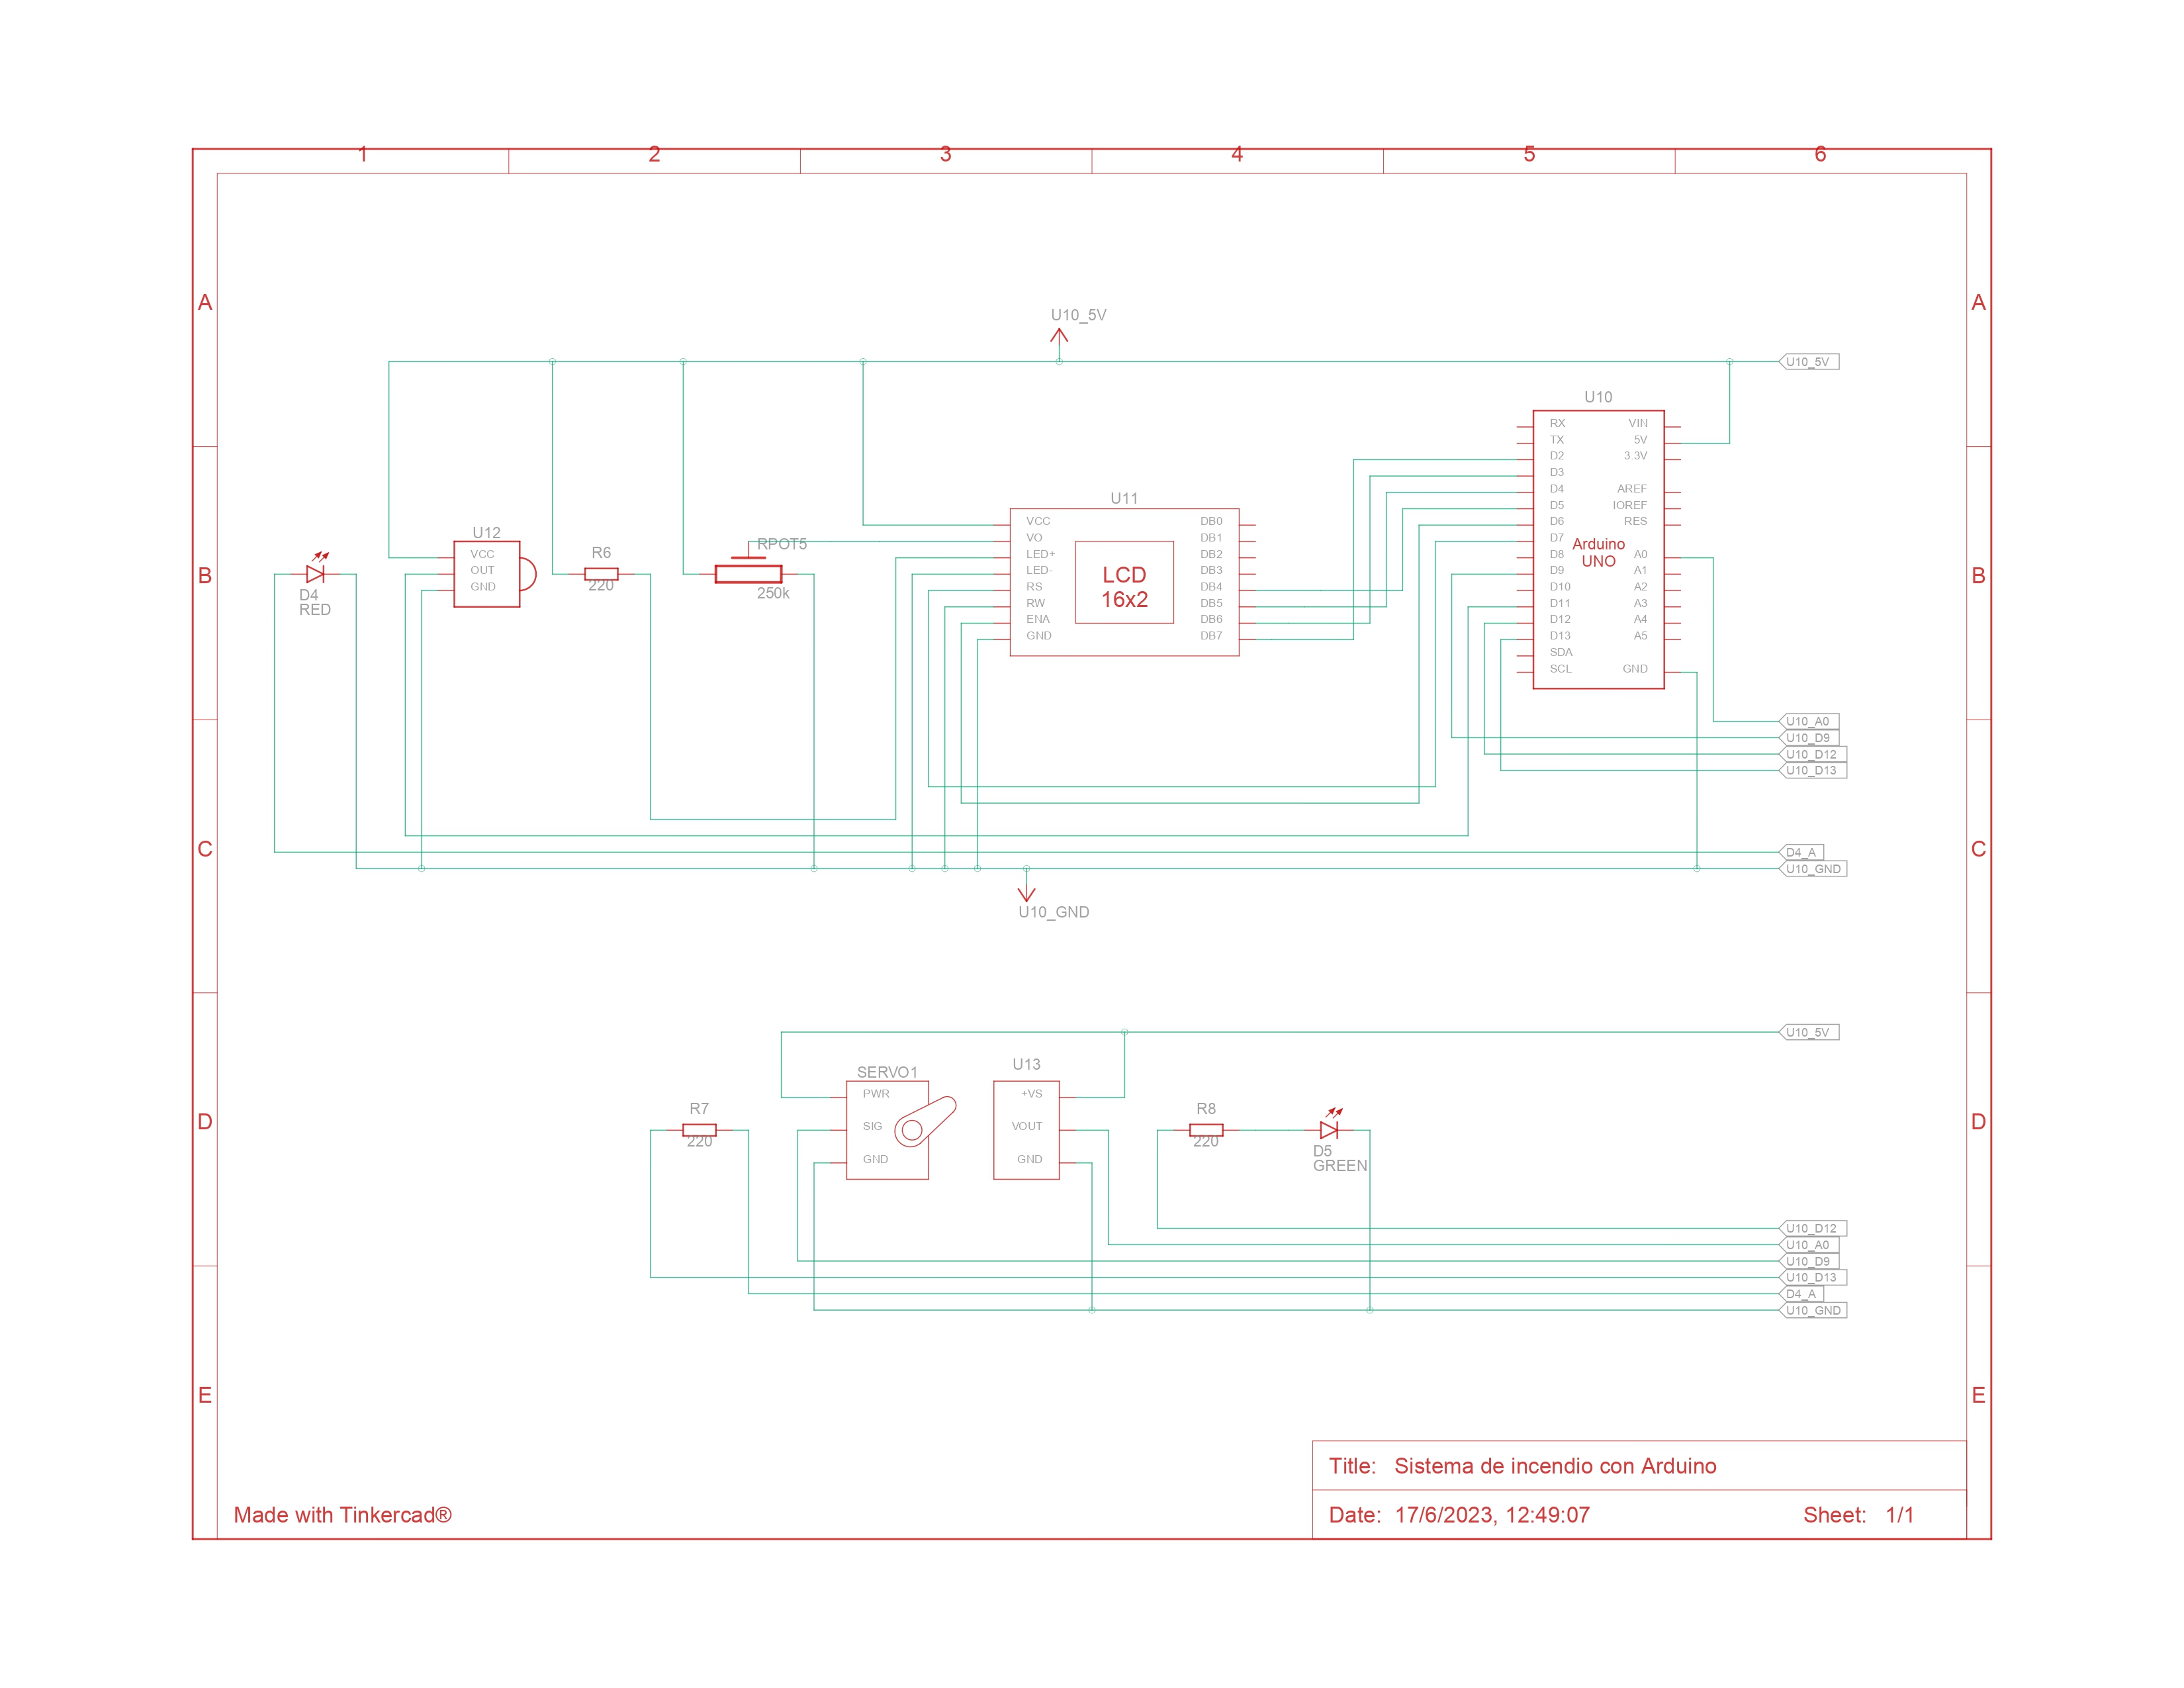 1 2 3 4 5 6
A A
U10_5V
U10_5V
U10
RX VIN
TX 5V
D2 3.3V
D3
D4 AREF
D5 IOREF
D6 RES
D7
D8 A0
D9 A1
D10 A2
D11 A3
D12 A4
D13 A5
SDA
SCL GND
Arduino
UNO
U11
VCC DB0
VO DB1
LED+ DB2
LED- DB3
RS DB4
RW DB5
ENA DB6
GND DB7
LCD
16x2
U12
VCC
OUT
GND
R6
220
RPOT5
250k
B B
D4
RED
U10_A0
U10_D9
U10_D12
U10_D13
C C
D4_A
U10_GND
U10_GND
U10_5V
SERVO1
PWR
SIG
GND
U13
+VS
VOUT
GND
R7
220
R8
220
D5
GREEN
D D
U10_D12
U10_A0
U10_D9
U10_D13
D4_A
U10_GND
E E
Title: Sistema de incendio con Arduino
Made with Tinkercad®
Date: 17/6/2023, 12:49:07 Sheet: 1/1